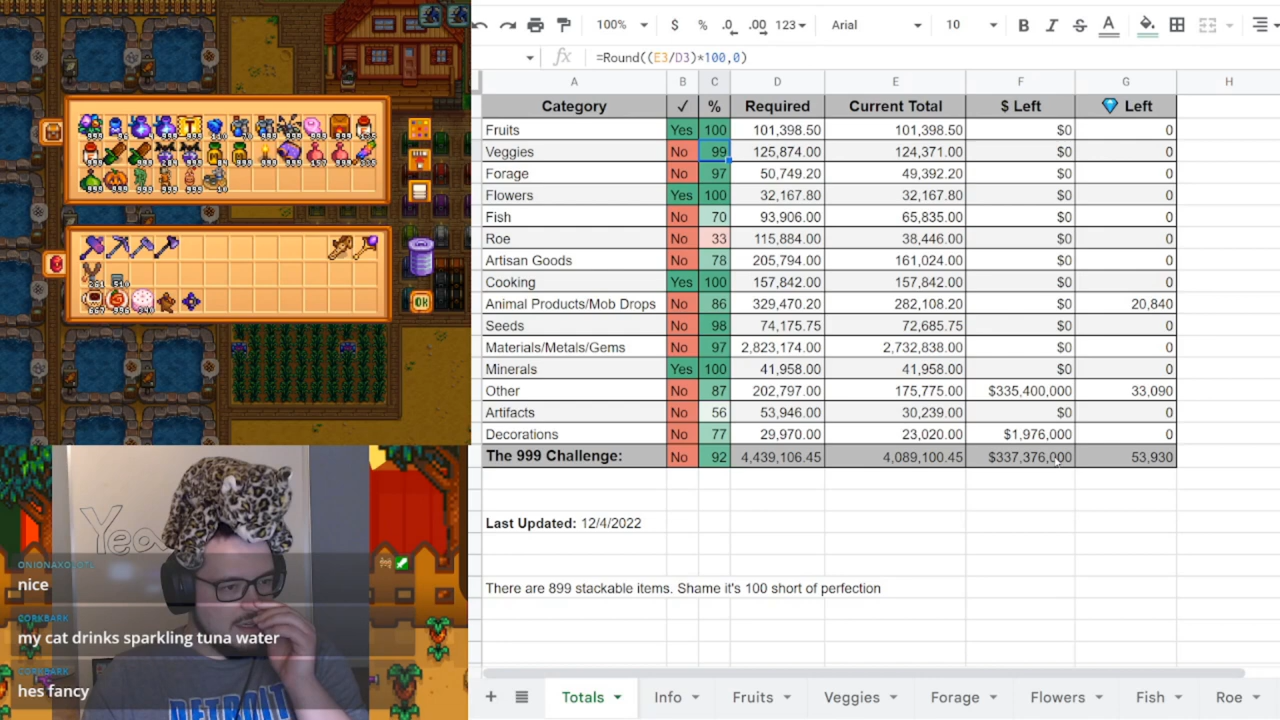 100%
$ % .0 .00 123
Arial
10
B I S A
fx =Round((E3/D3)*100,0)
A B C D E F G H
Category ✓ % Required Current Total $ Left 💎 Left
Fruits Yes 100 101,398.50 101,398.50 $0 0
Veggies No 99 125,874.00 124,371.00 $0 0
Forage No 97 50,749.20 49,392.20 $0 0
Flowers Yes 100 32,167.80 32,167.80 $0 0
Fish No 70 93,906.00 65,835.00 $0 0
Roe No 33 115,884.00 38,446.00 $0 0
Artisan Goods No 78 205,794.00 161,024.00 $0 0
Cooking Yes 100 157,842.00 157,842.00 $0 0
Animal Products/Mob Drops No 86 329,470.20 282,108.20 $0 20,840
Seeds No 98 74,175.75 72,685.75 $0 0
Materials/Metals/Gems No 97 2,823,174.00 2,732,838.00 $0 0
Minerals Yes 100 41,958.00 41,958.00 $0 0
Other No 87 202,797.00 175,775.00 $335,400,000 33,090
Artifacts No 56 53,946.00 30,239.00 $0 0
Decorations No 77 29,970.00 23,020.00 $1,976,000 0
The 999 Challenge: No 92 4,439,106.45 4,089,100.45 $337,376,000 53,930
Last Updated: 12/4/2022
There are 899 stackable items. Shame it's 100 short of perfection
+ Totals Info Fruits Veggies Forage Flowers Fish Roe
OK
Yea
nice
CORKBARK
my cat drinks sparkling tuna water
CORKBARK
hes fancy
DETROIT